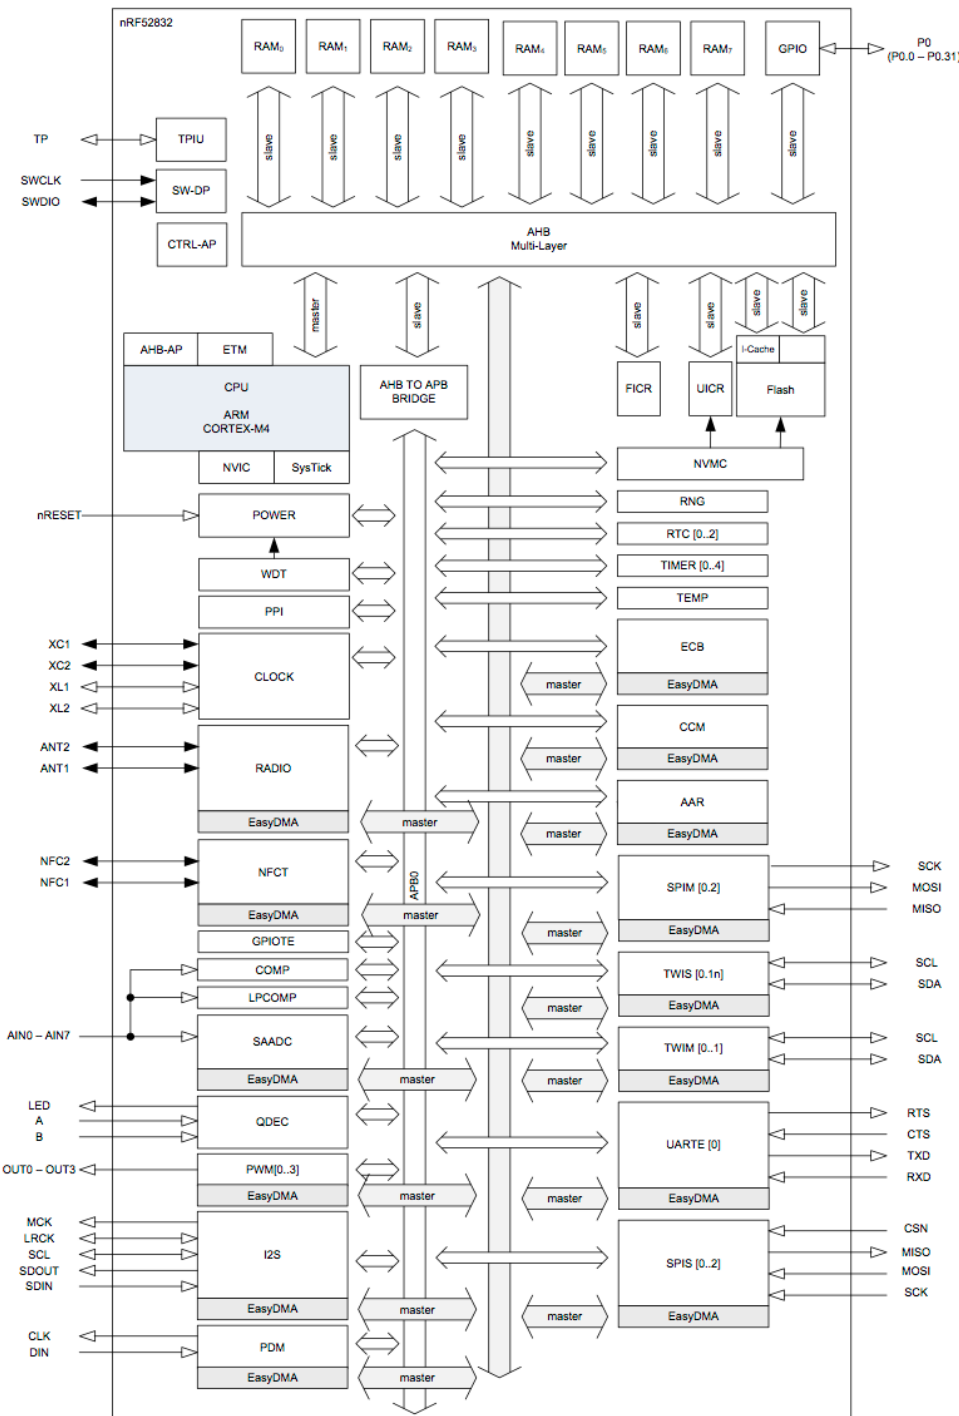 nRF52832
RAM0 RAM1 RAM2 RAM3 RAM4 RAM5 RAM6 RAM7 GPIO
P0
(P0.0 – P0.31)
slave slave slave slave slave slave slave slave slave
TP
TPIU
SWCLK
SWDIO
SW-DP
CTRL-AP
AHB
Multi-Layer
master slave slave slave slave slave
AHB-AP ETM
CPU
ARM
CORTEX-M4
NVIC SysTick
AHB TO APB
BRIDGE
FICR UICR
I-Cache
Flash
NVMC
nRESET
POWER
RNG
RTC [0..2]
WDT
TIMER [0..4]
PPI
TEMP
XC1
XC2
XL1
XL2
CLOCK
ECB
master EasyDMA
ANT2
ANT1
RADIO
EasyDMA master
CCM
master EasyDMA
AAR
master EasyDMA
NFC2
NFC1
NFCT
EasyDMA master
APB0
SPIM [0.2]
master EasyDMA
SCK
MOSI
MISO
GPIOTE
COMP
LPCOMP
AIN0 – AIN7
SAADC
EasyDMA master
TWIS [0.1n]
master EasyDMA
SCL
SDA
TWIM [0..1]
master EasyDMA
SCL
SDA
LED
A
B
QDEC
OUT0 – OUT3
PWM[0..3]
EasyDMA master
UARTE [0]
master EasyDMA
RTS
CTS
TXD
RXD
MCK
LRCK
SCL
SDOUT
SDIN
I2S
EasyDMA master
SPIS [0..2]
master EasyDMA
CSN
MISO
MOSI
SCK
CLK
DIN
PDM
EasyDMA master